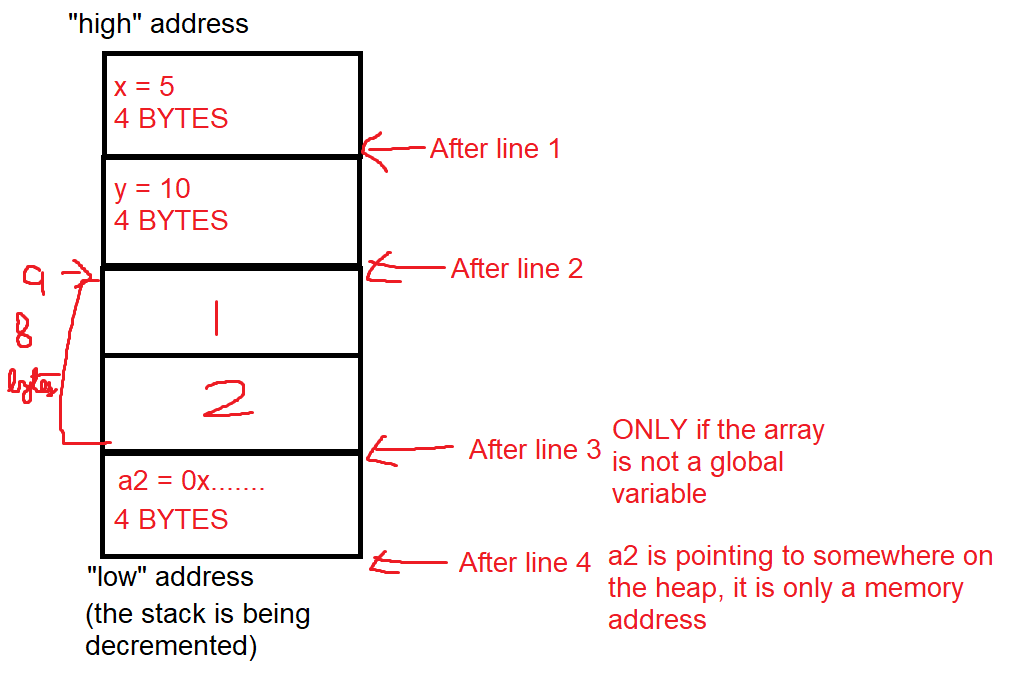 "high" address
x = 5
4 BYTES
After line 1
y = 10
4 BYTES
a
After line 2
1
8
bytes
2
ONLY if the array
is not a global
variable
After line 3
a2 = 0x.......
4 BYTES
After line 4
a2 is pointing to somewhere on
the heap, it is only a memory
address
"low" address
(the stack is being
decremented)